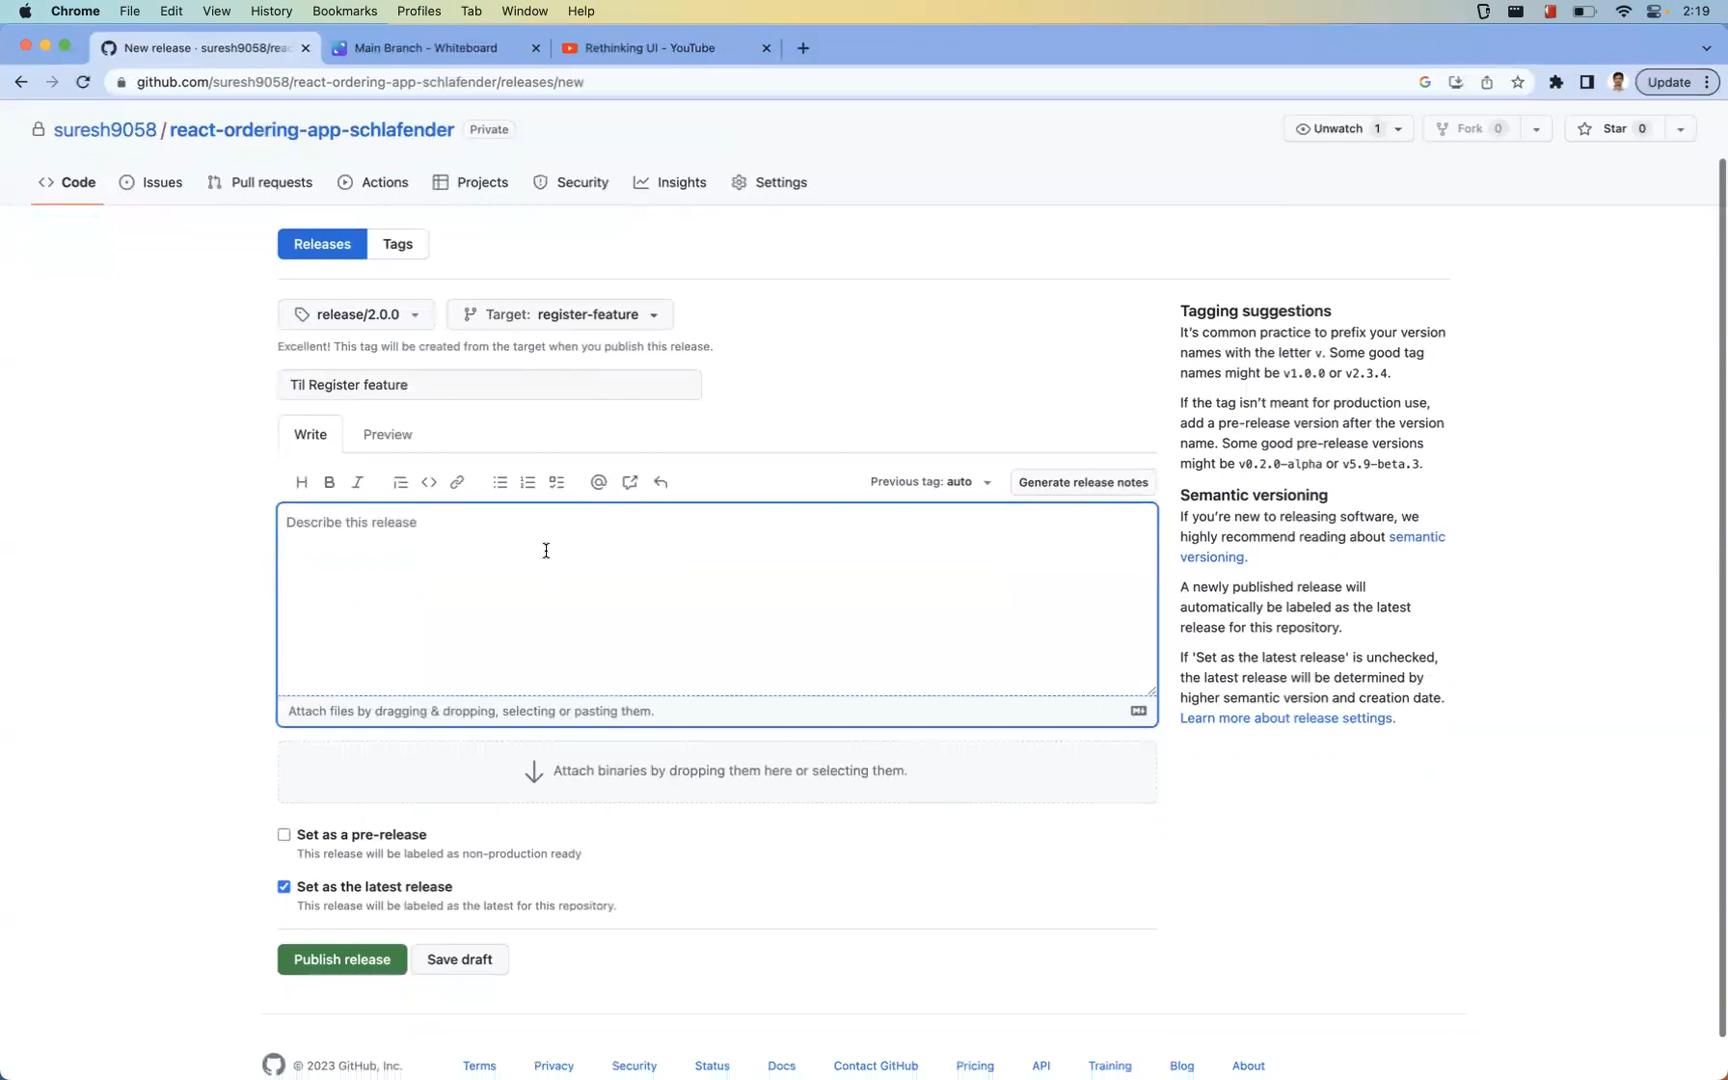 Chrome File Edit View History Bookmarks Profiles Tab Window Help 2:19
New release · suresh9058/reac Main Branch – Whiteboard Rethinking UI - YouTube
github.com/suresh9058/react-ordering-app-schlafender/releases/new Update
suresh9058 / react-ordering-app-schlafender Private Unwatch 1 Fork 0 Star 0
Code Issues Pull requests Actions Projects Security Insights Settings
Releases Tags
release/2.0.0 Target: register-feature
Excellent! This tag will be created from the target when you publish this release.
Til Register feature
Write Preview
H B I Previous tag: auto Generate release notes
Describe this release
Attach files by dragging & dropping, selecting or pasting them.
Attach binaries by dropping them here or selecting them.
Set as a pre-release
This release will be labeled as non-production ready
Set as the latest release
This release will be labeled as the latest for this repository.
Publish release Save draft
Tagging suggestions
It's common practice to prefix your version
names with the letter v. Some good tag
names might be v1.0.0 or v2.3.4.
If the tag isn't meant for production use,
add a pre-release version after the version
name. Some good pre-release versions
might be v0.2.0-alpha or v5.9-beta.3.
Semantic versioning
If you're new to releasing software, we
highly recommend reading about semantic
versioning.
A newly published release will
automatically be labeled as the latest
release for this repository.
If 'Set as the latest release' is unchecked,
the latest release will be determined by
higher semantic version and creation date.
Learn more about release settings.
© 2023 GitHub, Inc. Terms Privacy Security Status Docs Contact GitHub Pricing API Training Blog About